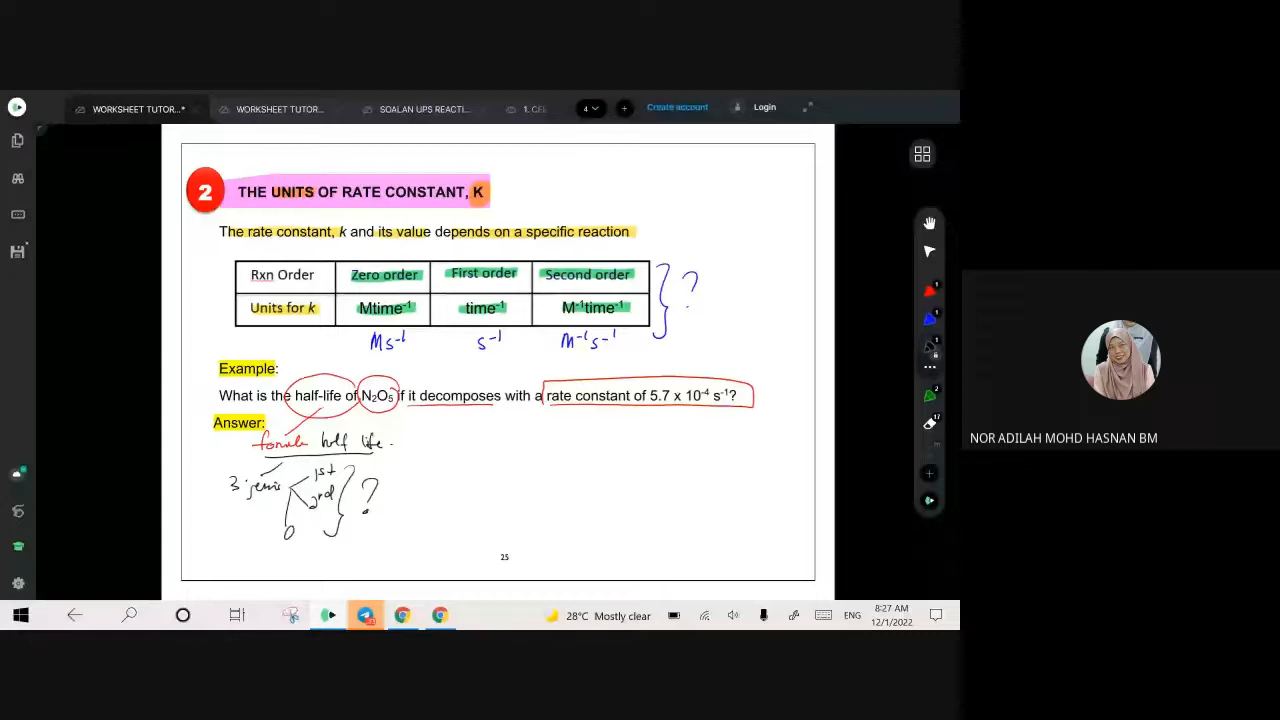 WORKSHEET TUTOR...*
WORKSHEET TUTOR...
SOALAN UPS REACTI...
4
Create account
Login
2
THE UNITS OF RATE CONSTANT, K
The rate constant, k and its value depends on a specific reaction
Rxn Order Zero order First order Second order
Units for k Mtime⁻¹ time⁻¹ M⁻¹time⁻¹
?
Ms⁻¹ s⁻¹ M⁻¹s⁻¹
Example:
What is the half-life of N₂O₅ if it decomposes with a rate constant of 5.7 x 10⁻⁴ s⁻¹?
Answer:
half life.
3 jenis 1st
2nd
0
?
25
NOR ADILAH MOHD HASNAN BM
28°C Mostly clear
ENG
8:27 AM
12/1/2022